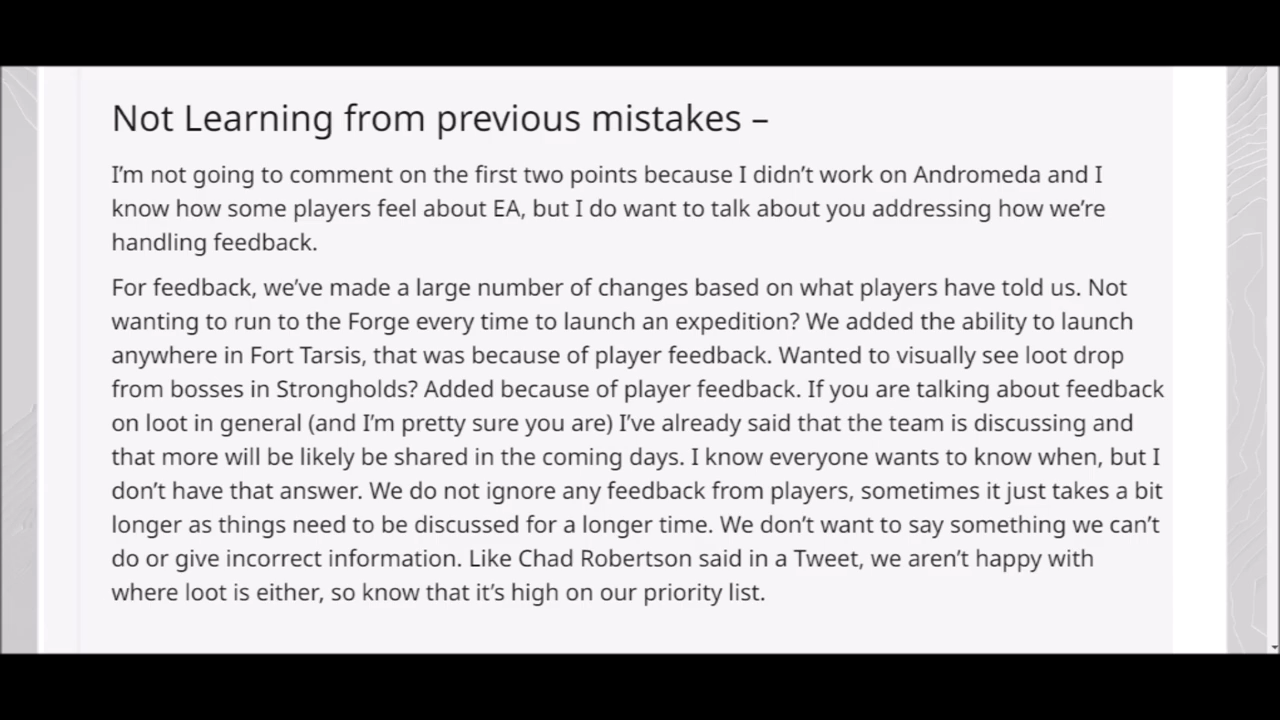 Not Learning from previous mistakes –
I’m not going to comment on the first two points because I didn’t work on Andromeda and I
know how some players feel about EA, but I do want to talk about you addressing how we’re
handling feedback.
For feedback, we’ve made a large number of changes based on what players have told us. Not
wanting to run to the Forge every time to launch an expedition? We added the ability to launch
anywhere in Fort Tarsis, that was because of player feedback. Wanted to visually see loot drop
from bosses in Strongholds? Added because of player feedback. If you are talking about feedback
on loot in general (and I’m pretty sure you are) I’ve already said that the team is discussing and
that more will be likely be shared in the coming days. I know everyone wants to know when, but I
don’t have that answer. We do not ignore any feedback from players, sometimes it just takes a bit
longer as things need to be discussed for a longer time. We don’t want to say something we can’t
do or give incorrect information. Like Chad Robertson said in a Tweet, we aren’t happy with
where loot is either, so know that it’s high on our priority list.